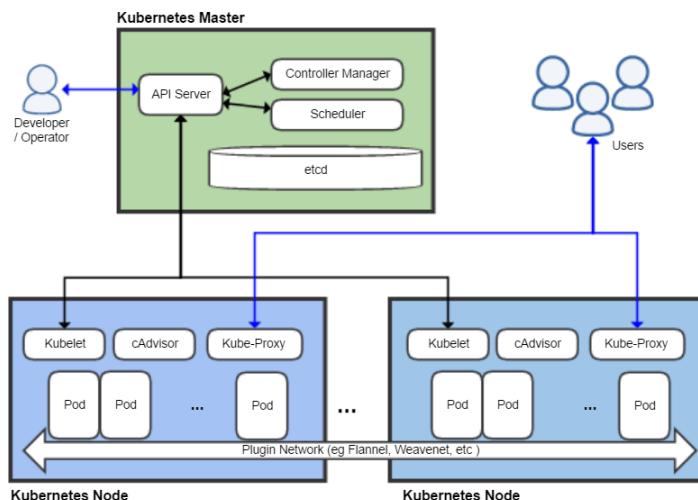 Kubernetes Master
API Server
Controller Manager
Scheduler
etcd
Developer
/ Operator
Users
Kubelet
cAdvisor
Kube-Proxy
Pod
Pod
...
Pod
...
Kubelet
cAdvisor
Kube-Proxy
Pod
Pod
...
Pod
Plugin Network (eg Flannel, Weavenet, etc )
Kubernetes Node
Kubernetes Node